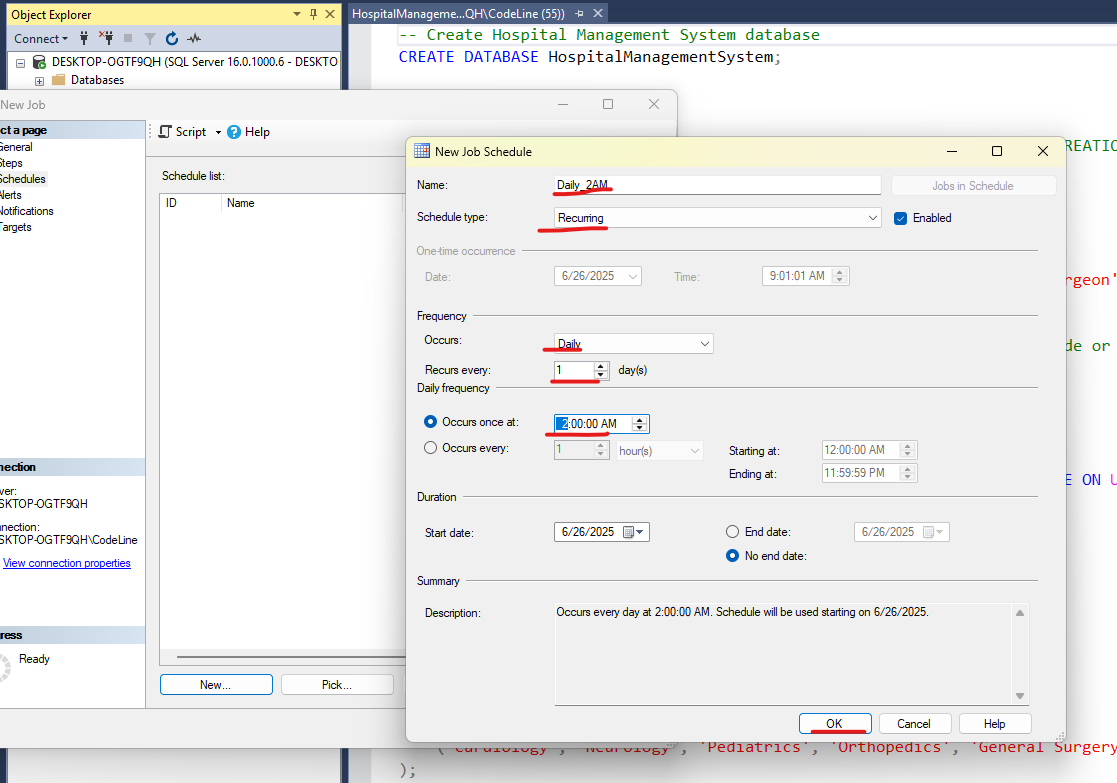 Object Explorer
HospitalManageme...QH\CodeLine (55))
Connect
DESKTOP-OGTF9QH (SQL Server 16.0.1000.6 - DESKTO
Databases
-- Create Hospital Management System database
CREATE DATABASE HospitalManagementSystem;
New Job
ct a page
General
Steps
Schedules
Alerts
Notifications
Targets
Script
Help
Schedule list:
ID
Name
nnection
ver:
SKTOP-OGTF9QH
nnection:
SKTOP-OGTF9QH\CodeLine
View connection properties
gress
Ready
New...
Pick...
New Job Schedule
Name:
Daily_2AM
Jobs in Schedule
Schedule type:
Recurring
Enabled
One-time occurrence
Date:
6/26/2025
Time:
9:01:01 AM
Frequency
Occurs:
Daily
Recurs every:
1
day(s)
Daily frequency
Occurs once at:
2:00:00 AM
Occurs every:
1
hour(s)
Starting at:
12:00:00 AM
Ending at:
11:59:59 PM
Duration
Start date:
6/26/2025
End date:
6/26/2025
No end date:
Summary
Description:
Occurs every day at 2:00:00 AM. Schedule will be used starting on 6/26/2025.
OK
Cancel
Help
REATIO
rgeon'
de or
E ON U
('Cardiology', 'Neurology', 'Pediatrics', 'Orthopedics', 'General Surgery
);